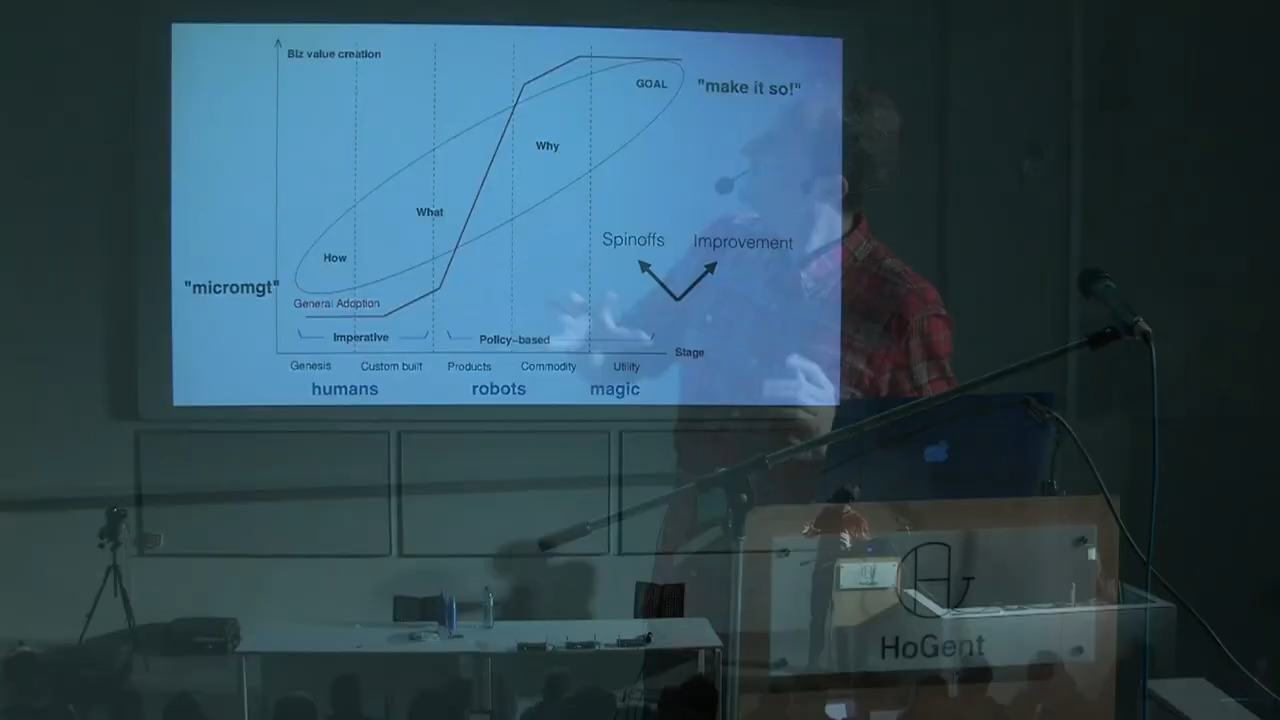 Biz value creation
GOAL
"make it so!"
Why
What
Spinoffs
Improvement
How
"micromgt"
General Adoption
Imperative
Policy-based
Stage
Genesis
Custom built
Products
Commodity
Utility
humans
robots
magic
HoGent